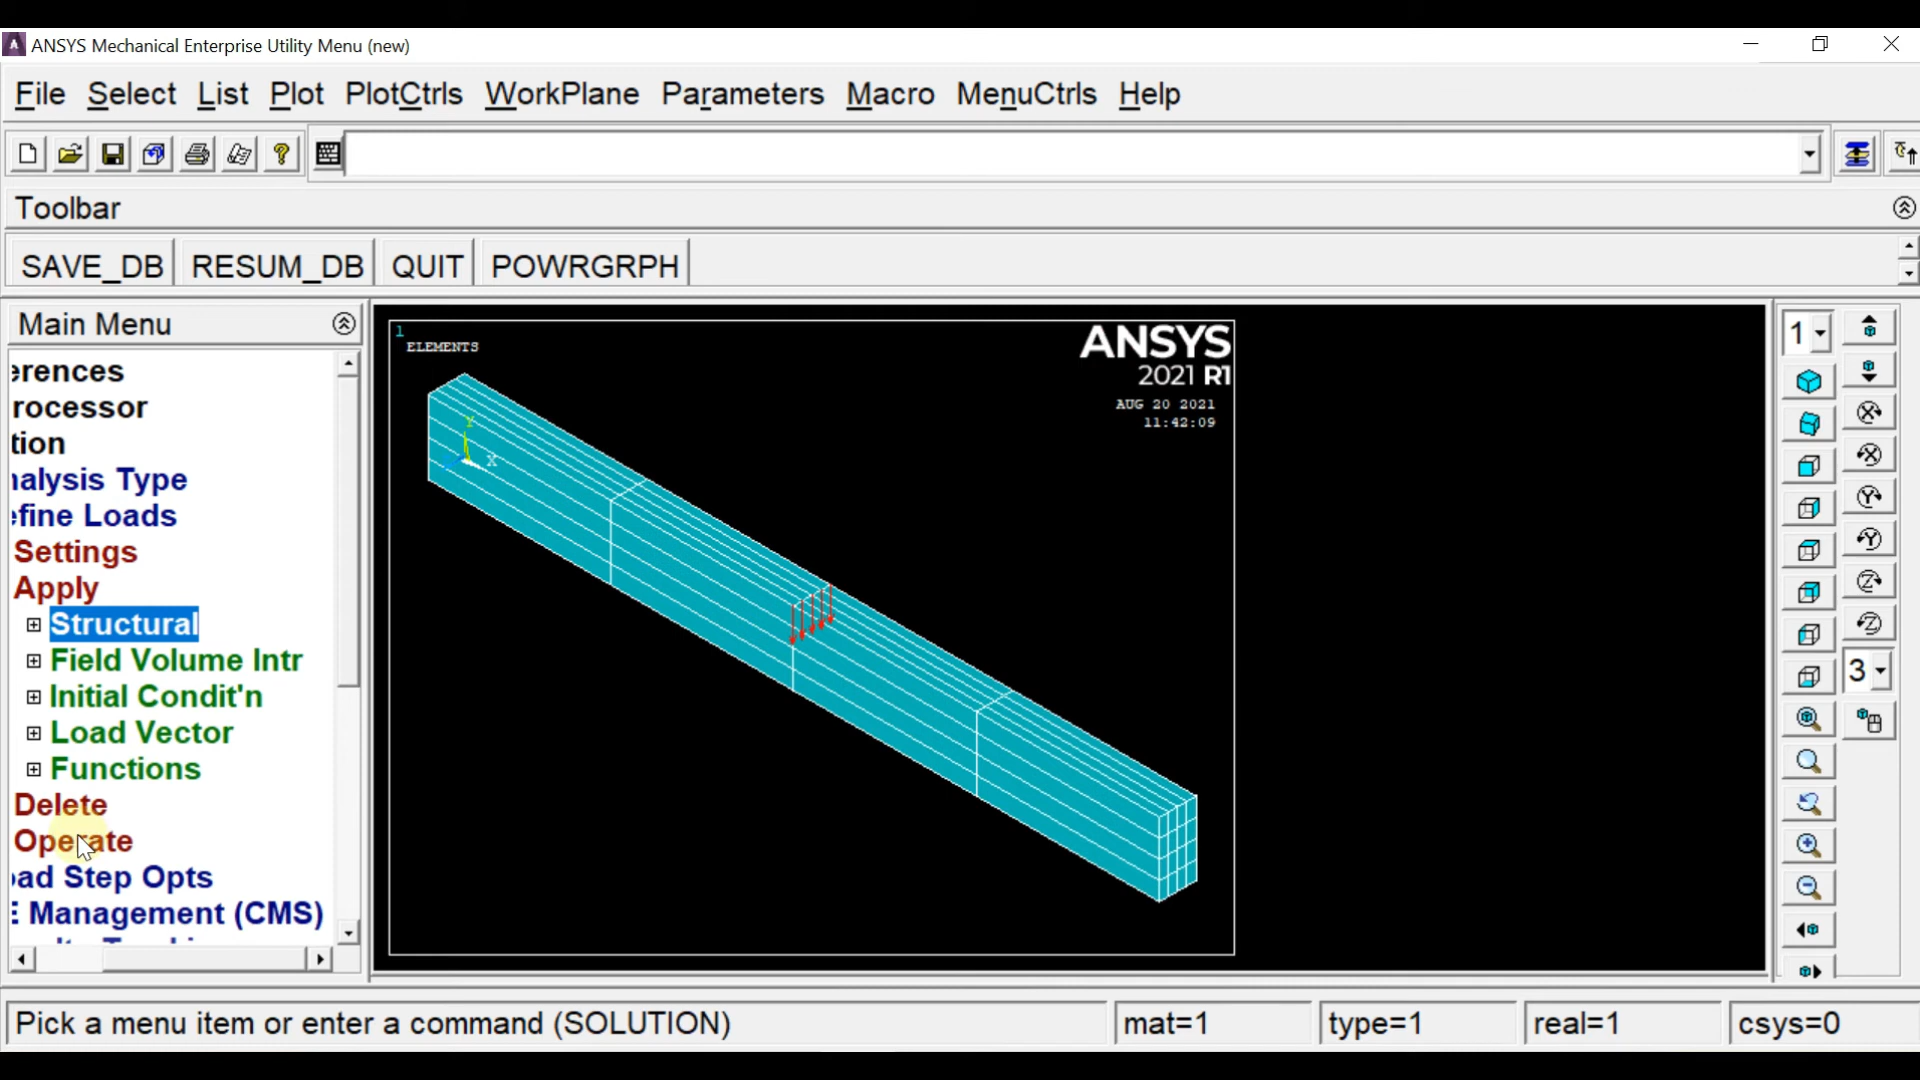 ANSYS Mechanical Enterprise Utility Menu (new)
File Select List Plot PlotCtrls WorkPlane Parameters Macro MenuCtrls Help
Toolbar
SAVE_DB RESUM_DB QUIT POWRGRPH
Main Menu
erences
rocessor
tion
nalysis Type
efine Loads
Settings
Apply
Structural
Field Volume Intr
Initial Condit'n
Load Vector
Functions
Delete
Operate
oad Step Opts
E Management (CMS)
1
ELEMENTS
ANSYS
2021 R1
AUG 20 2021
11:42:09
Y
X
1
3
Pick a menu item or enter a command (SOLUTION)
mat=1
type=1
real=1
csys=0